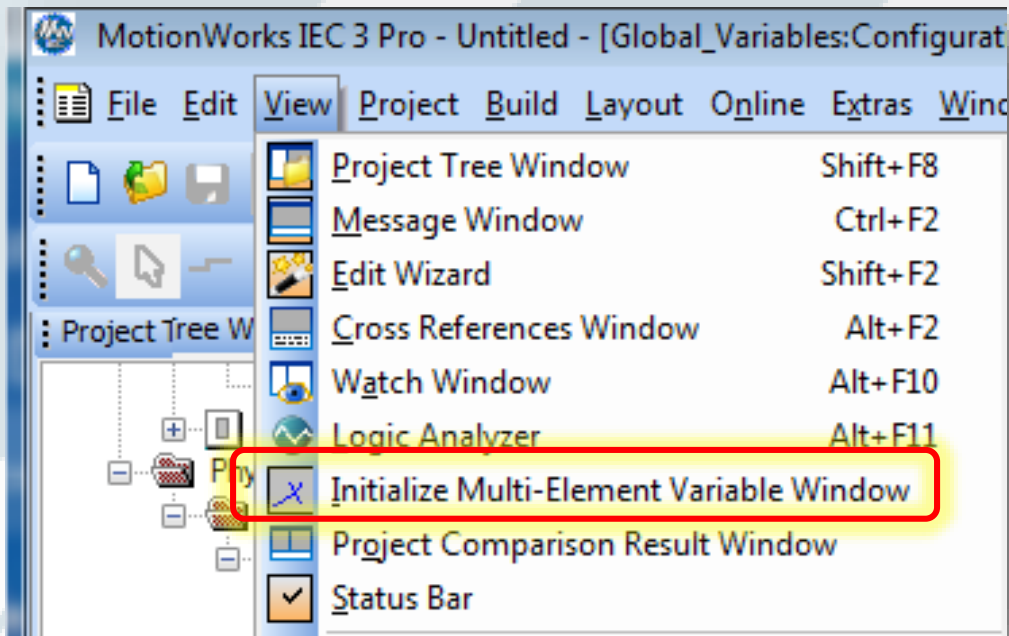 MotionWorks IEC 3 Pro - Untitled - [Global_Variables:Configurat
File Edit View Project Build Layout Online Extras Wind
Project Tree Window Shift+F8
Message Window Ctrl+F2
Edit Wizard Shift+F2
Project Tree W
Cross References Window Alt+F2
Watch Window Alt+F10
Logic Analyzer Alt+F11
Phy
Initialize Multi-Element Variable Window
Project Comparison Result Window
Status Bar